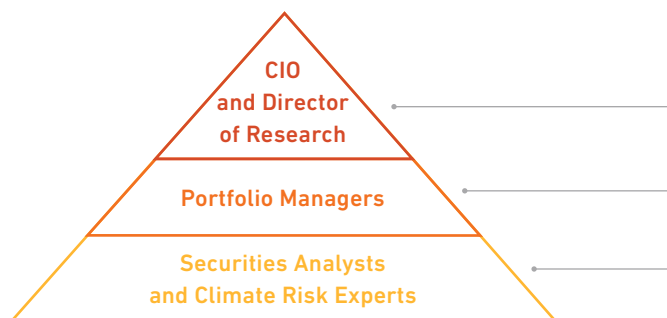 CIO
and Director
of Research
Portfolio Managers
Securities Analysts
and Climate Risk Experts